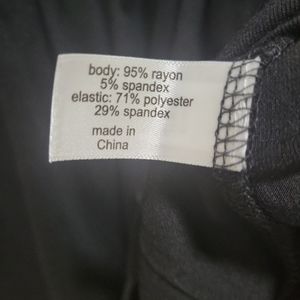 body: 95% rayon
5% spandex
elastic: 71% polyester
29% spandex
made in
China